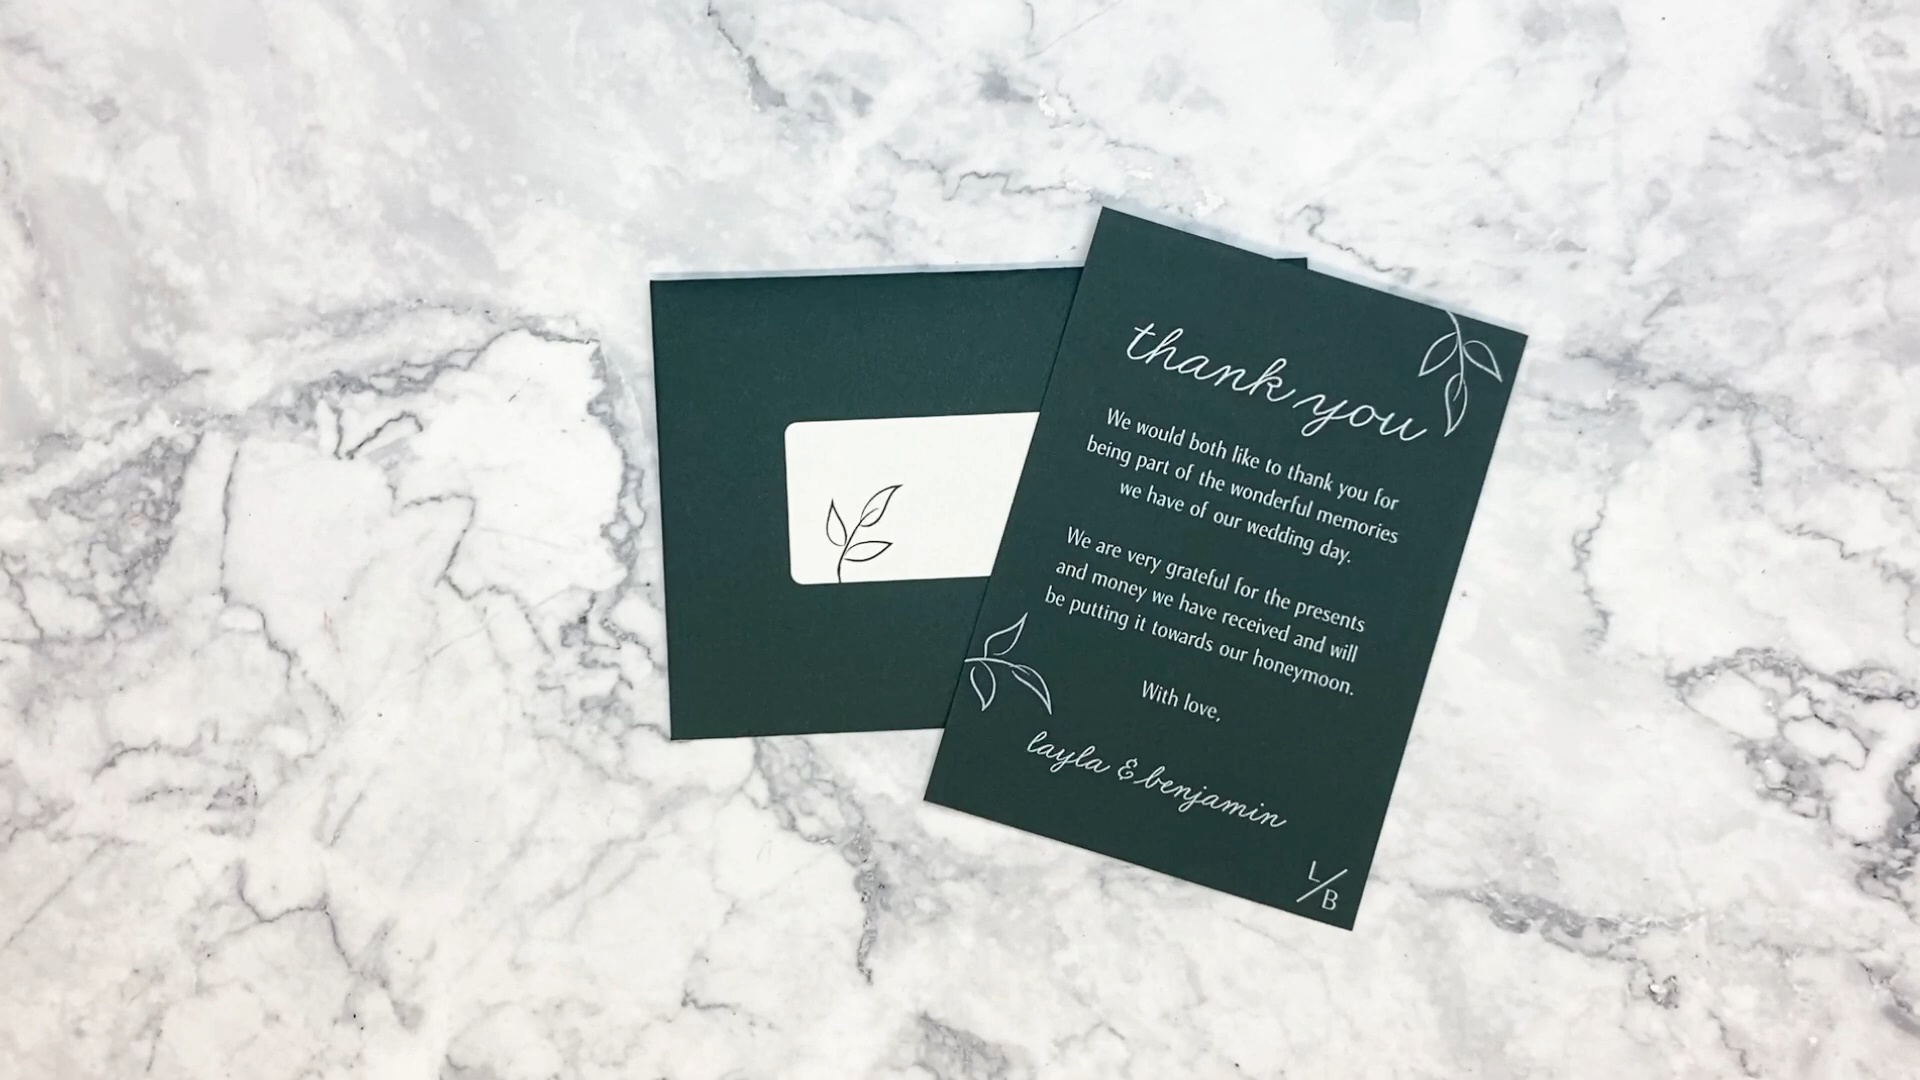 thank you
We would both like to thank you for
being part of the wonderful memories
we have of our wedding day.
We are very grateful for the presents
and money we have received and will
be putting it towards our honeymoon.
With love,
layla & benjamin
L/B